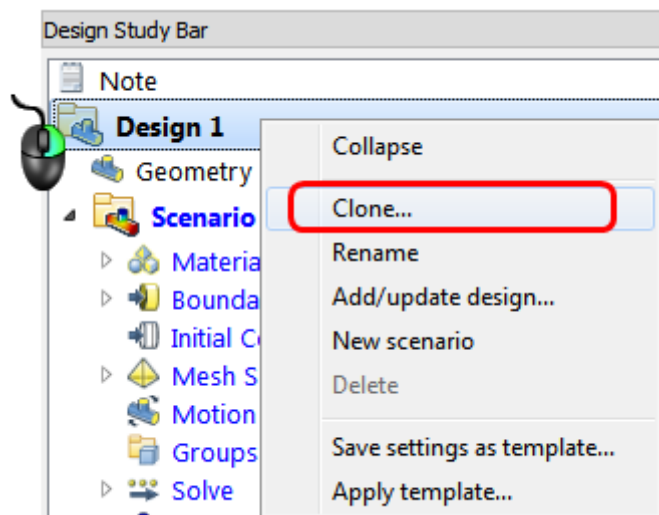 Design Study Bar
Note
Design 1
Geometry
Scenario
Materia
Bounda
Initial C
Mesh S
Motion
Groups
Solve
Collapse
Clone...
Rename
Add/update design...
New scenario
Delete
Save settings as template...
Apply template...